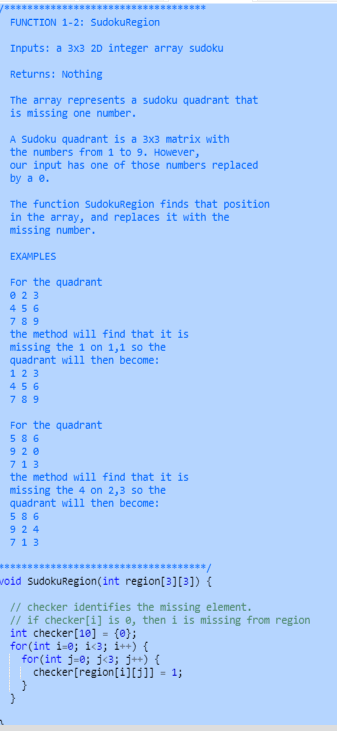 /***********************************
FUNCTION 1-2: SudokuRegion
Inputs: a 3x3 2D integer array sudoku
Returns: Nothing
The array represents a sudoku quadrant that
is missing one number.
A Sudoku quadrant is a 3x3 matrix with
the numbers from 1 to 9. However,
our input has one of those numbers replaced
by a 0.
The function SudokuRegion finds that position
in the array, and replaces it with the
missing number.
EXAMPLES
For the quadrant
0 2 3
4 5 6
7 8 9
the method will find that it is
missing the 1 on 1,1 so the
quadrant will then become:
1 2 3
4 5 6
7 8 9
For the quadrant
5 8 6
9 2 0
7 1 3
the method will find that it is
missing the 4 on 2,3 so the
quadrant will then become:
5 8 6
9 2 4
7 1 3
***********************************/
void SudokuRegion(int region[3][3]) {
// checker identifies the missing element.
// if checker[i] is 0, then i is missing from region
int checker[10] = {0};
for(int i=0; i<3; i++) {
for(int j=0; j<3; j++) {
checker[region[i][j]] = 1;
}
}
}